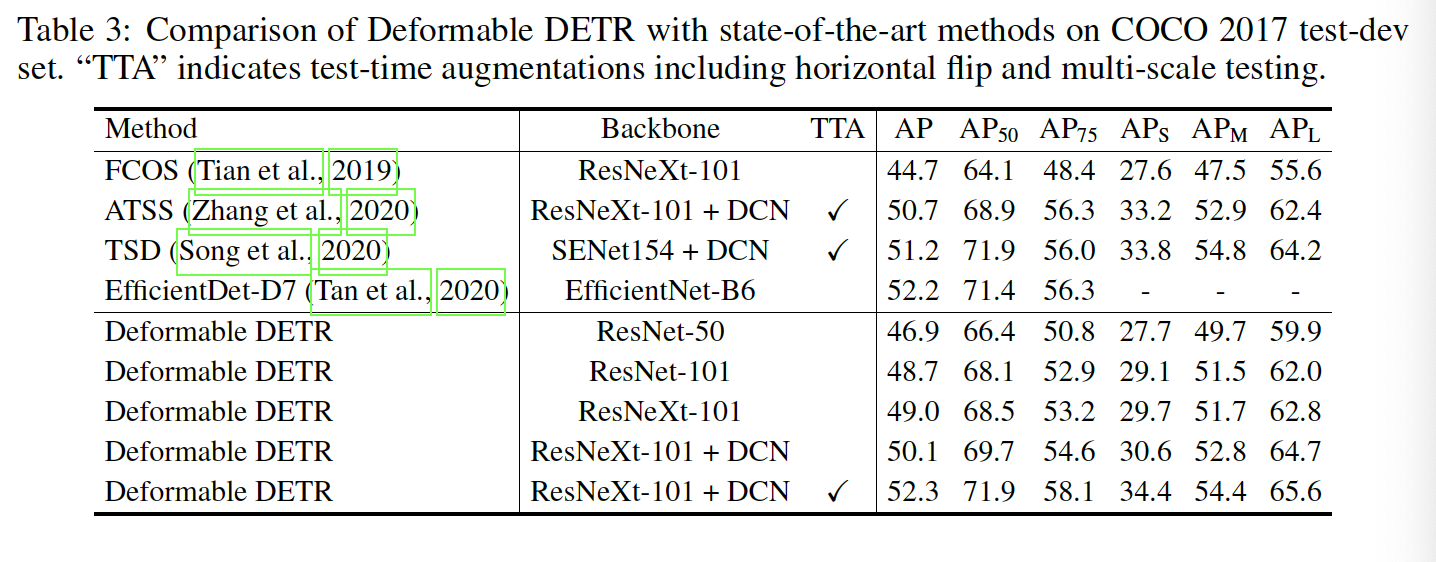 Table 3: Comparison of Deformable DETR with state-of-the-art methods on COCO 2017 test-dev
set. “TTA” indicates test-time augmentations including horizontal flip and multi-scale testing.
Method Backbone TTA AP AP50 AP75 APS APM APL
FCOS (Tian et al., 2019) ResNeXt-101 44.7 64.1 48.4 27.6 47.5 55.6
ATSS (Zhang et al., 2020) ResNeXt-101 + DCN ✓ 50.7 68.9 56.3 33.2 52.9 62.4
TSD (Song et al., 2020) SENet154 + DCN ✓ 51.2 71.9 56.0 33.8 54.8 64.2
EfficientDet-D7 (Tan et al., 2020) EfficientNet-B6 52.2 71.4 56.3 - - -
Deformable DETR ResNet-50 46.9 66.4 50.8 27.7 49.7 59.9
Deformable DETR ResNet-101 48.7 68.1 52.9 29.1 51.5 62.0
Deformable DETR ResNeXt-101 49.0 68.5 53.2 29.7 51.7 62.8
Deformable DETR ResNeXt-101 + DCN 50.1 69.7 54.6 30.6 52.8 64.7
Deformable DETR ResNeXt-101 + DCN ✓ 52.3 71.9 58.1 34.4 54.4 65.6